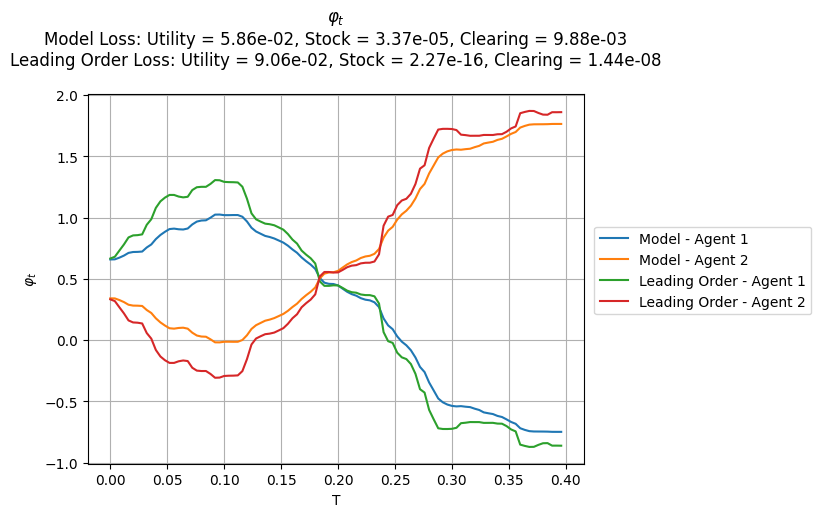 φₜ
Model Loss: Utility = 5.86e-02, Stock = 3.37e-05, Clearing = 9.88e-03
Leading Order Loss: Utility = 9.06e-02, Stock = 2.27e-16, Clearing = 1.44e-08
2.0
1.5
1.0
0.5
0.0
−0.5
−1.0
φₜ
0.00 0.05 0.10 0.15 0.20 0.25 0.30 0.35 0.40
T
Model - Agent 1
Model - Agent 2
Leading Order - Agent 1
Leading Order - Agent 2